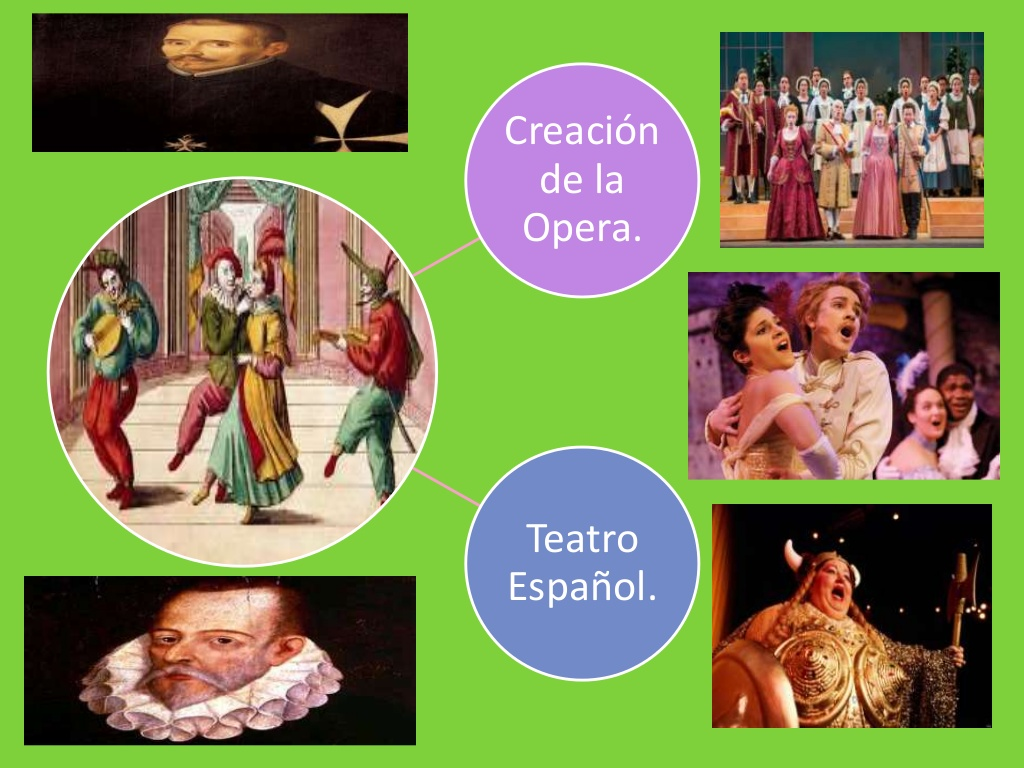 Creación
de la
Opera.
Teatro
Español.